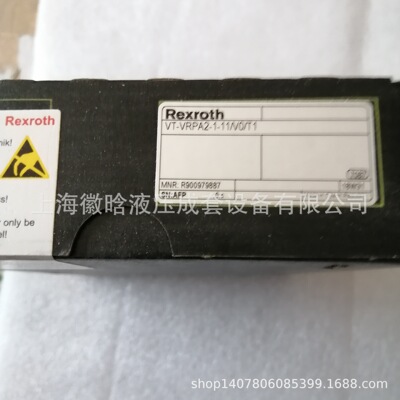 Rexroth
nik!
ns!
r only be
el!
Rexroth
VT-VRPA2-1-11/V0/T1
MNR: R900979887
SN:AFP
上海徽晗液压成套设备有限公司
shop1407806085399.1688.com